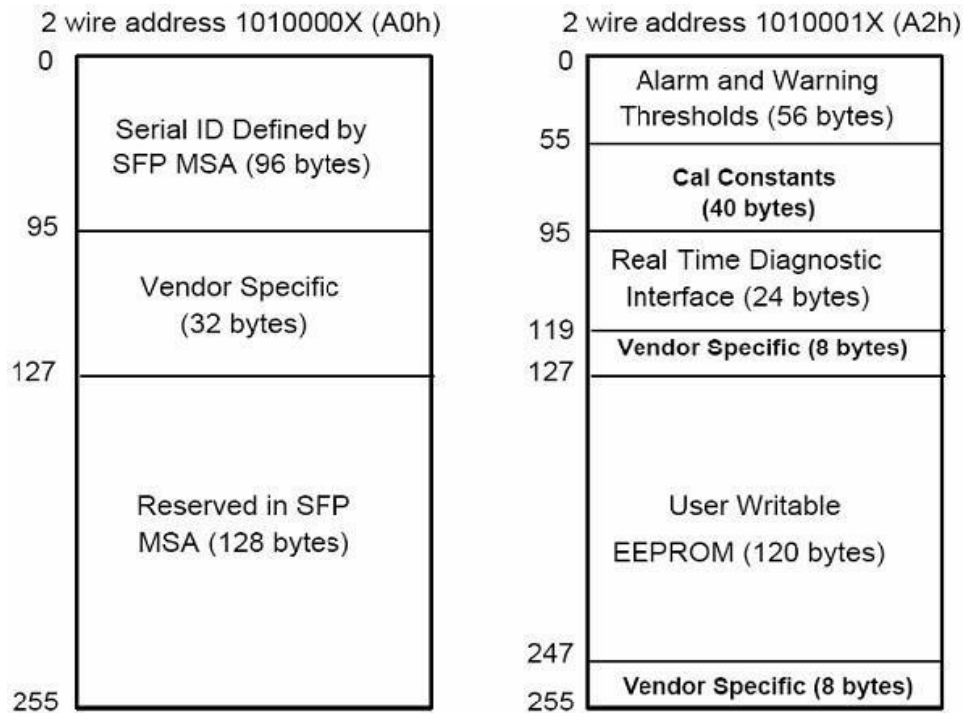 2 wire address 1010000X (A0h)
0
Serial ID Defined by
SFP MSA (96 bytes)
95
Vendor Specific
(32 bytes)
127
Reserved in SFP
MSA (128 bytes)
255
2 wire address 1010001X (A2h)
0
Alarm and Warning
Thresholds (56 bytes)
55
Cal Constants
(40 bytes)
95
Real Time Diagnostic
Interface (24 bytes)
119
Vendor Specific (8 bytes)
127
User Writable
EEPROM (120 bytes)
247
Vendor Specific (8 bytes)
255